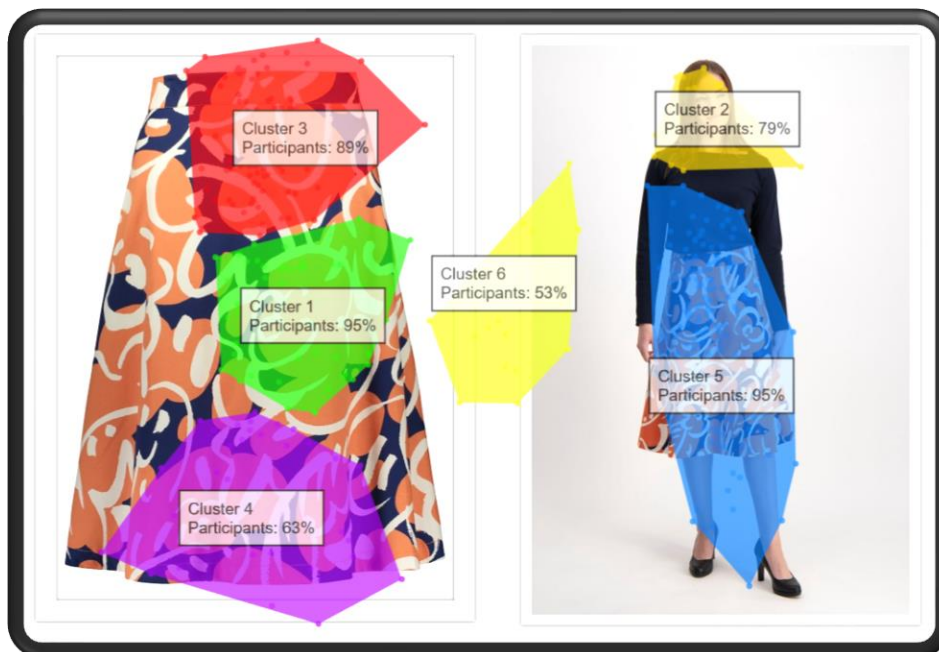 Cluster 3
Participants: 89%
Cluster 2
Participants: 79%
Cluster 6
Participants: 53%
Cluster 1
Participants: 95%
Cluster 5
Participants: 95%
Cluster 4
Participants: 63%